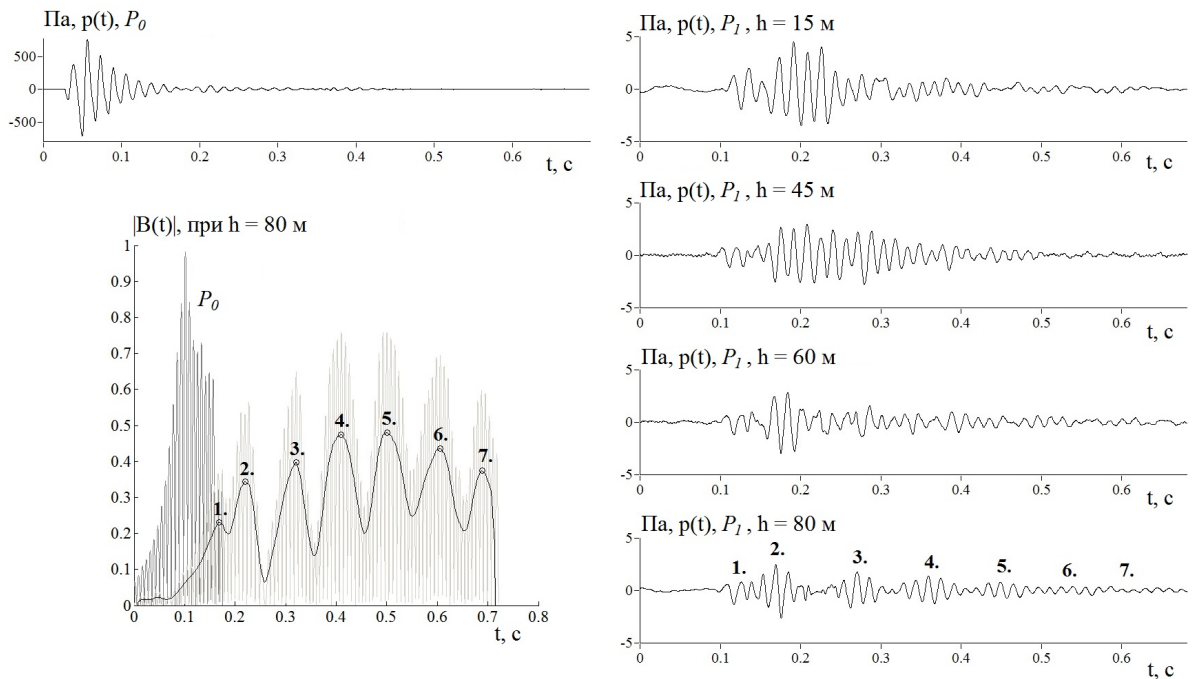 Па, p(t), P0
500
0
-500
0 0.1 0.2 0.3 0.4 0.5 0.6
t, с
|B(t)|, при h = 80 м
1
0.9
0.8
0.7
0.6
0.5
0.4
0.3
0.2
0.1
0
P0
1. 2. 3. 4. 5. 6. 7.
0 0.1 0.2 0.3 0.4 0.5 0.6 0.7 0.8
t, с
Па, p(t), P1 , h = 15 м
5
0
-5
0 0.1 0.2 0.3 0.4 0.5 0.6
t, с
Па, p(t), P1 , h = 45 м
5
0
-5
0 0.1 0.2 0.3 0.4 0.5 0.6
t, с
Па, p(t), P1 , h = 60 м
5
0
-5
0 0.1 0.2 0.3 0.4 0.5 0.6
t, с
Па, p(t), P1 , h = 80 м
5
0
-5
1. 2. 3. 4. 5. 6. 7.
0 0.1 0.2 0.3 0.4 0.5 0.6
t, с